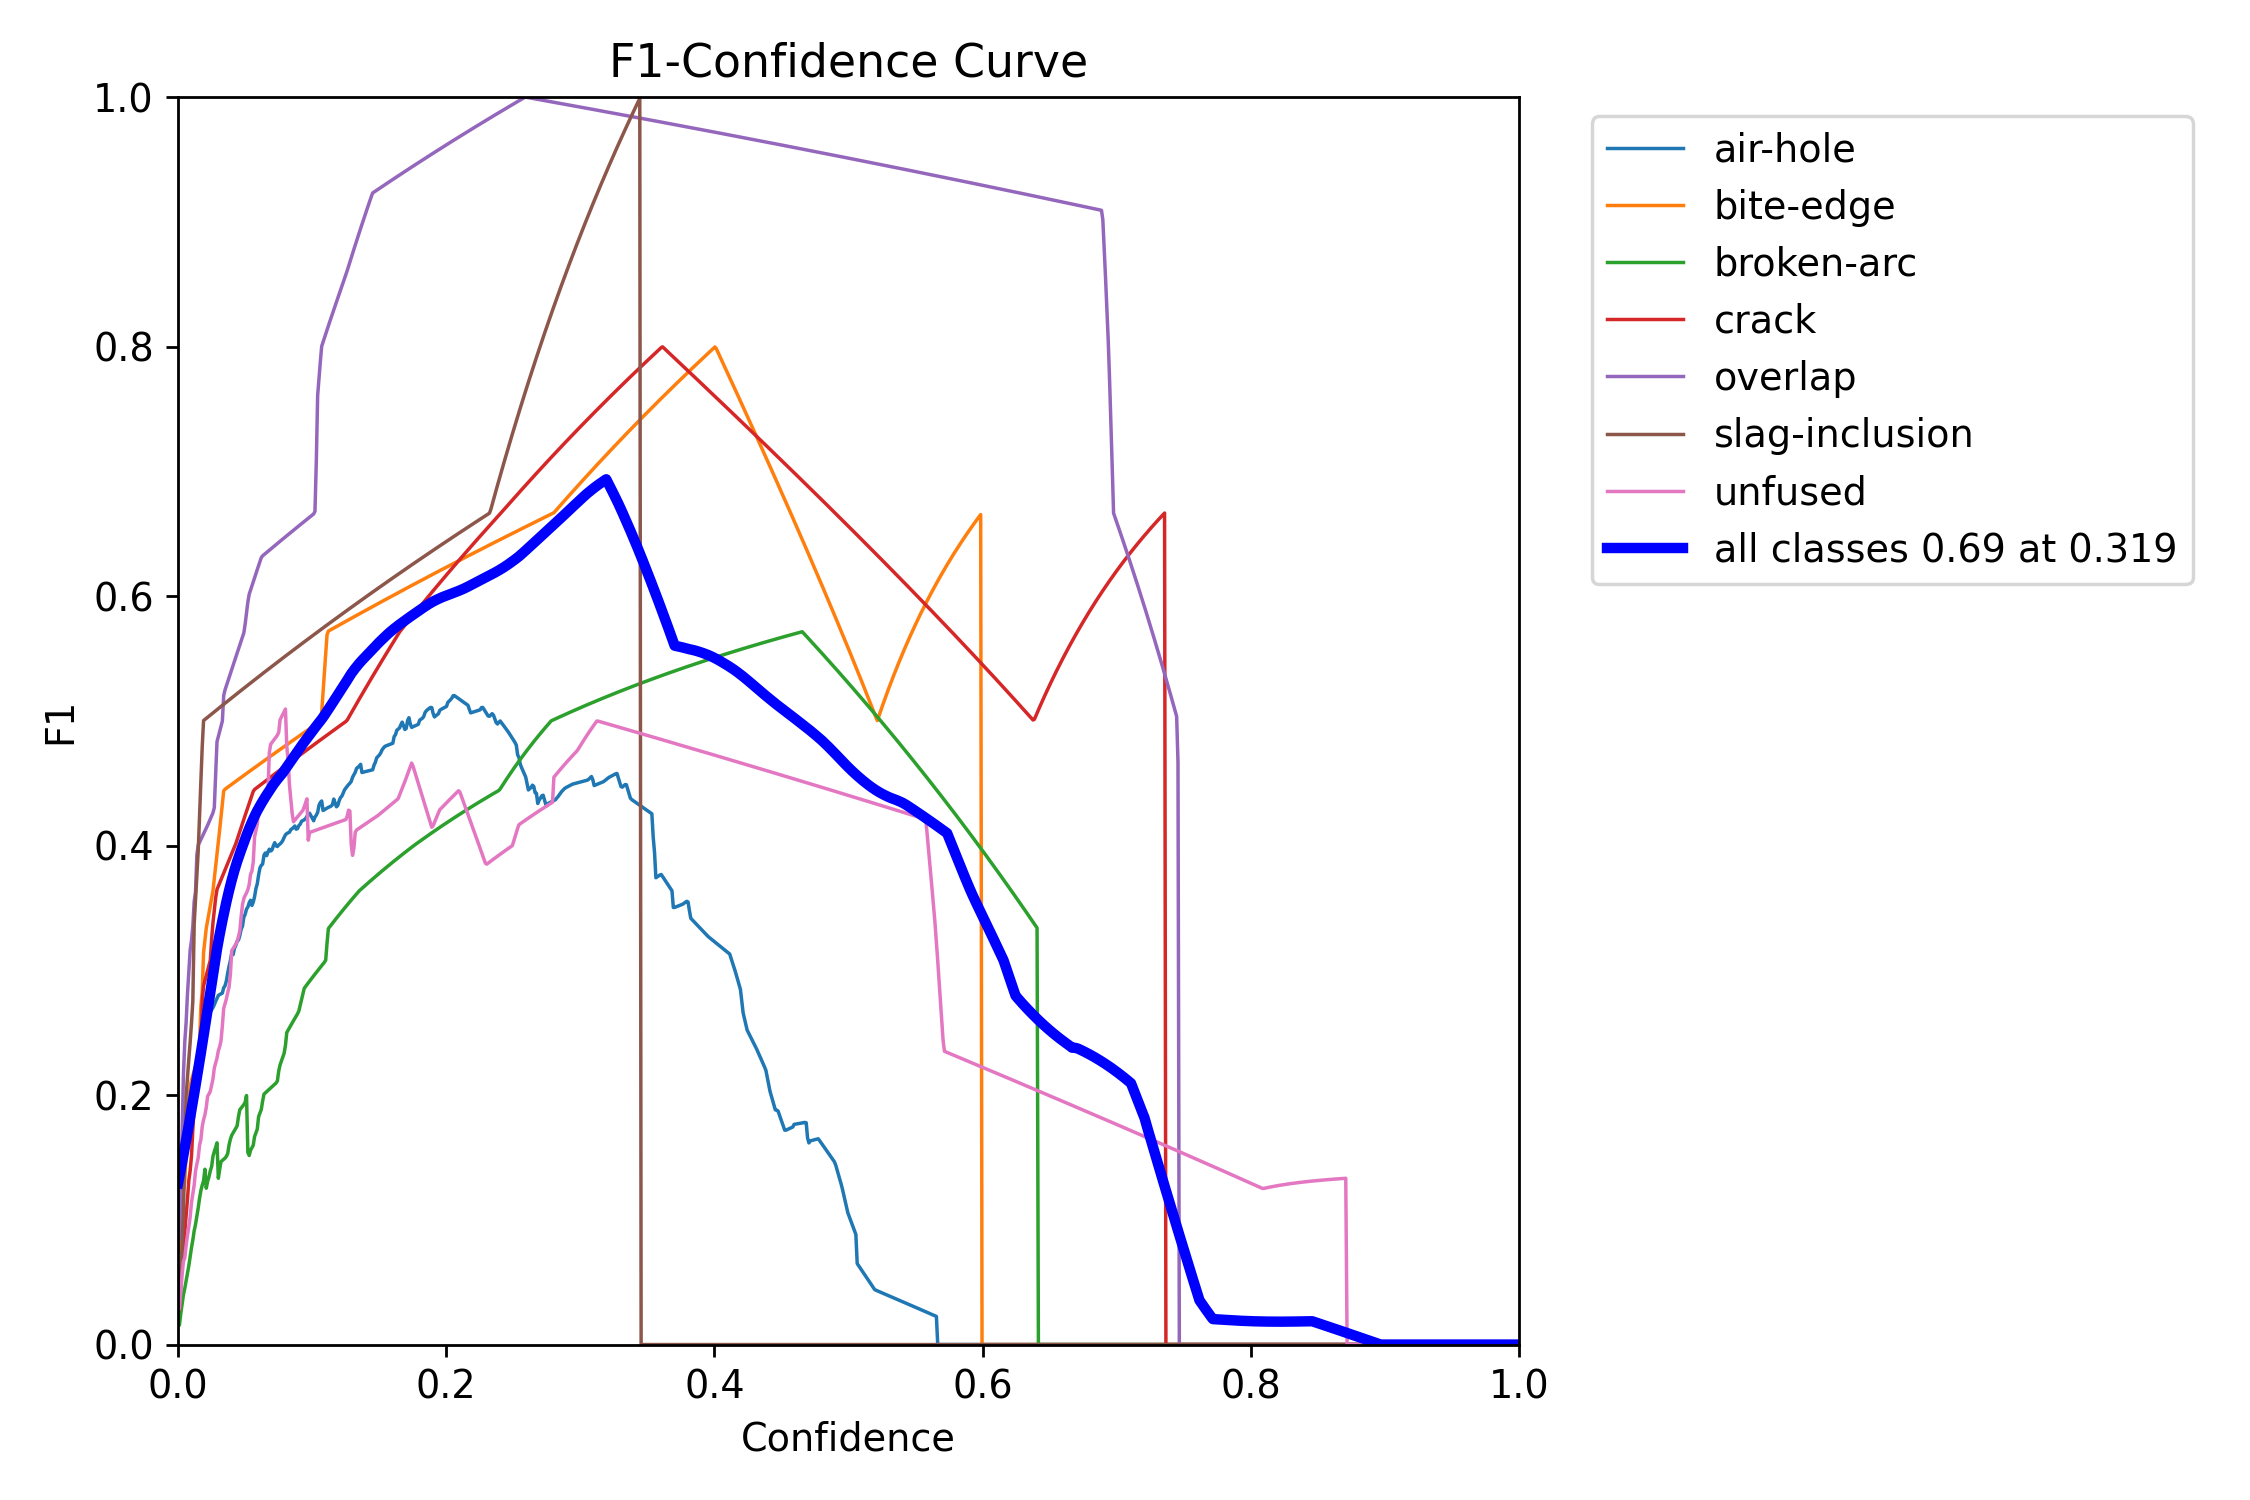 F1-Confidence Curve
1.0
0.8
0.6
0.4
0.2
0.0
F1
0.0 0.2 0.4 0.6 0.8 1.0
Confidence
air-hole
bite-edge
broken-arc
crack
overlap
slag-inclusion
unfused
all classes 0.69 at 0.319